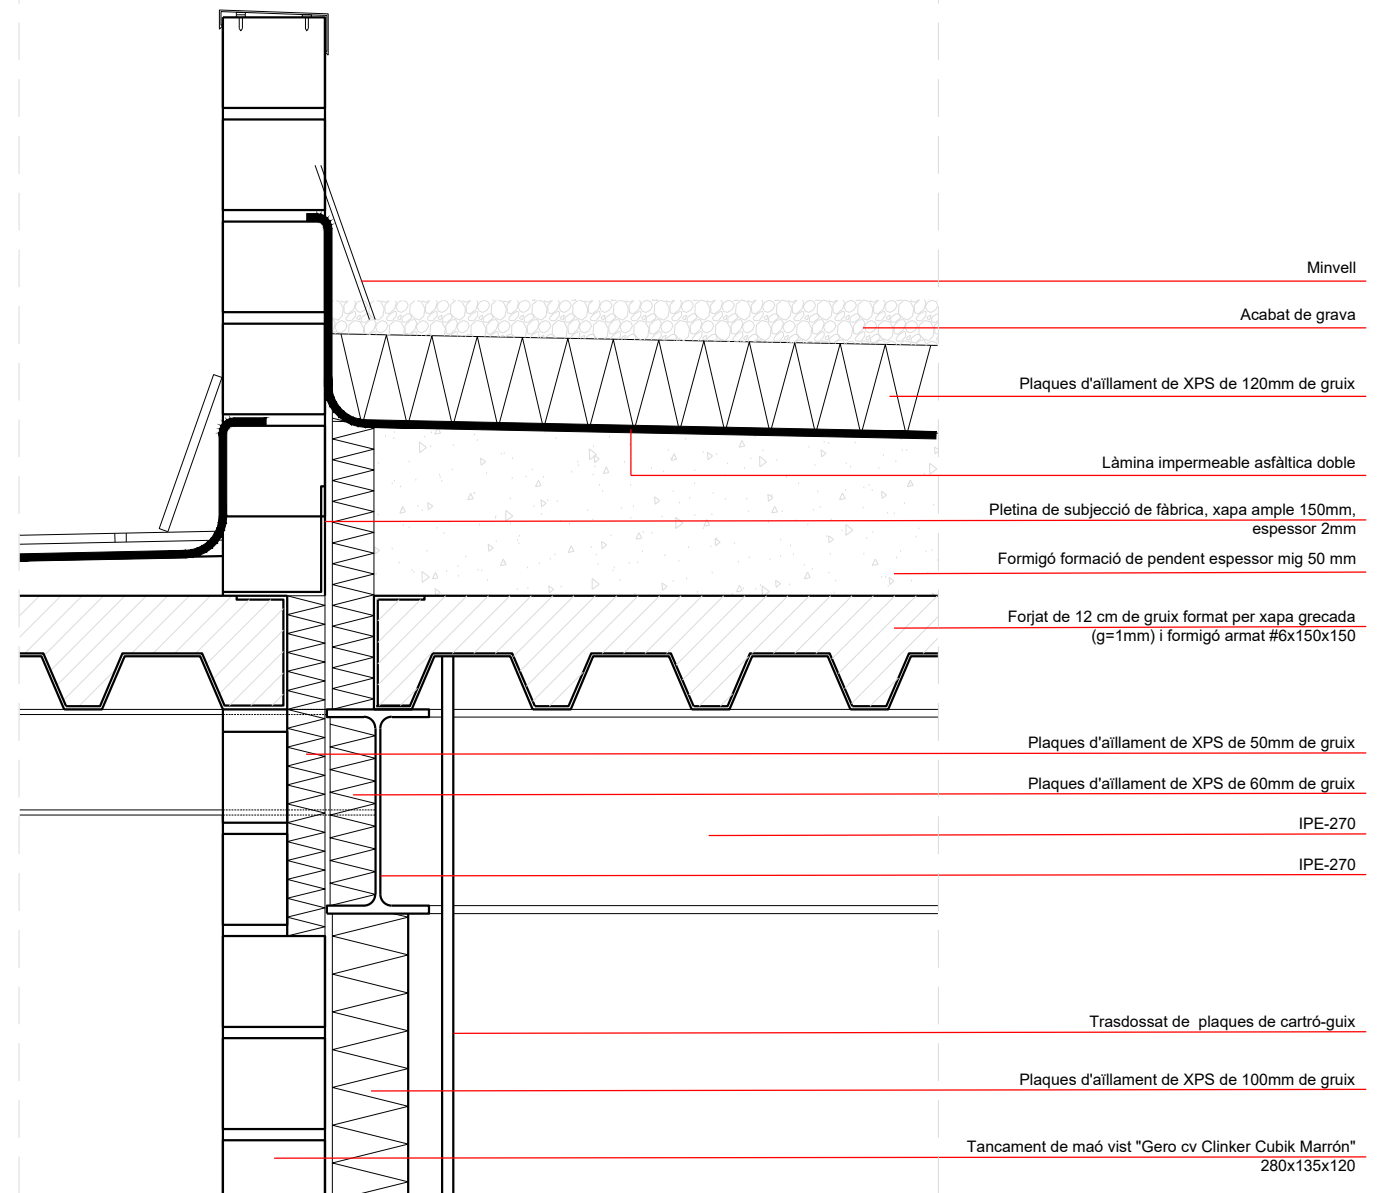 Minvell
Acabat de grava
Plaques d'aïllament de XPS de 120mm de gruix
Làmina impermeable asfàltica doble
Pletina de subjecció de fàbrica, xapa ample 150mm,
espessor 2mm
Formigó formació de pendent espessor mig 50 mm
Forjat de 12 cm de gruix format per xapa grecada
(g=1mm) i formigó armat #6x150x150
Plaques d'aïllament de XPS de 50mm de gruix
Plaques d'aïllament de XPS de 60mm de gruix
IPE-270
IPE-270
Trasdossat de plaques de cartró-guix
Plaques d'aïllament de XPS de 100mm de gruix
Tancament de maó vist "Gero cv Clinker Cubik Marrón"
280x135x120